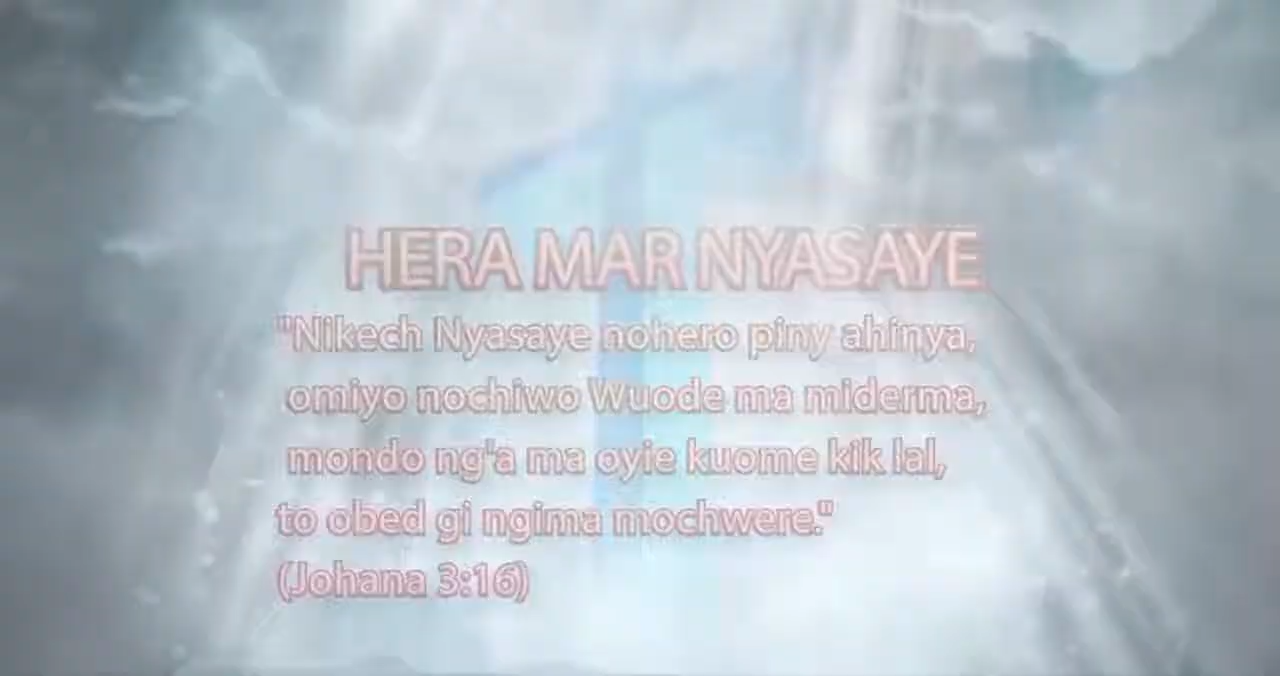 HERA MAR NYASAYE
"Nikech Nyasaye nohero piny ahinya,
omiyo nochiwo Wuode ma miderma,
mondo ng'a ma oyie kuome kik lal,
to obed gi ngima mochwere."
(Johana 3:16)